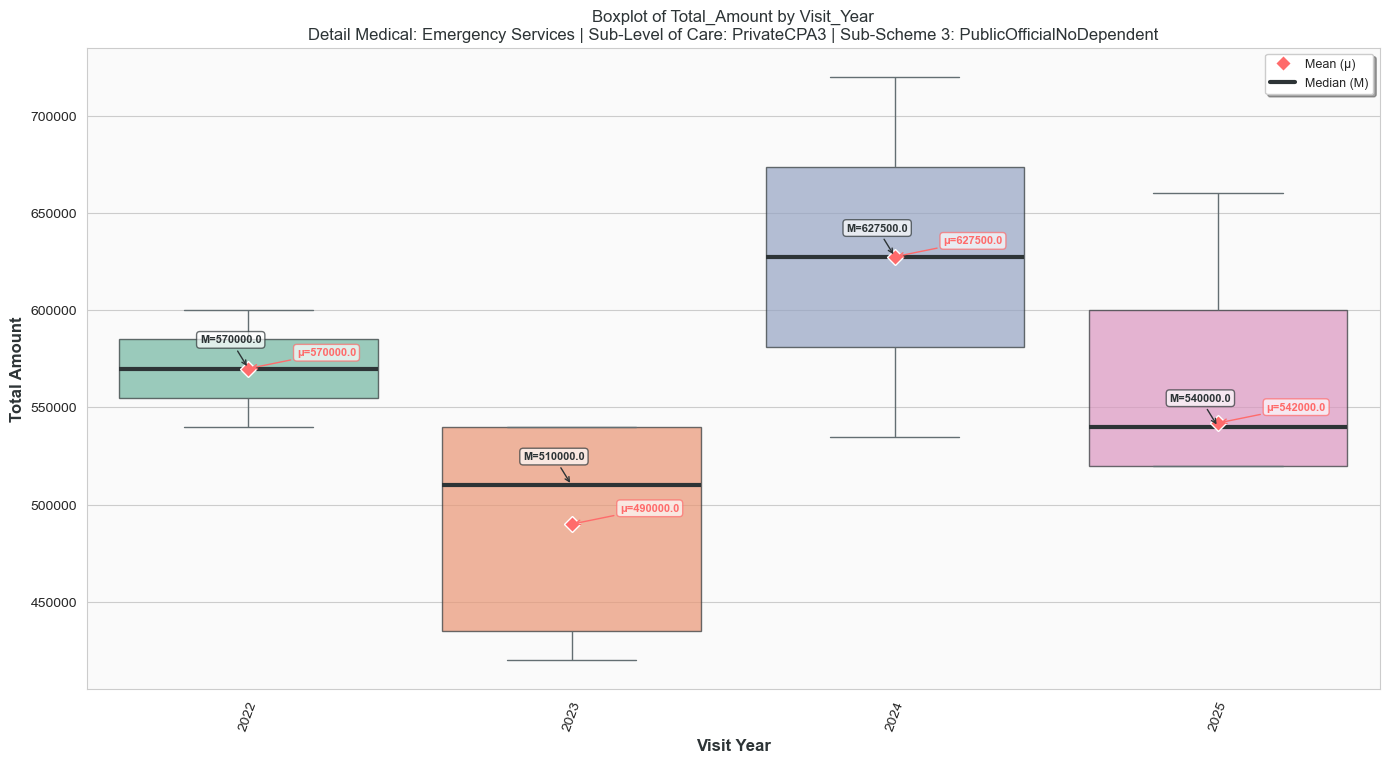 Boxplot of Total_Amount by Visit_Year
Detail Medical: Emergency Services | Sub-Level of Care: PrivateCPA3 | Sub-Scheme 3: PublicOfficialNoDependent
Mean (μ)
Median (M)
Total Amount
700000
650000
600000
550000
500000
450000
M=570000.0
μ=570000.0
M=510000.0
μ=490000.0
M=627500.0
μ=627500.0
M=540000.0
μ=542000.0
2022
2023
2024
2025
Visit Year